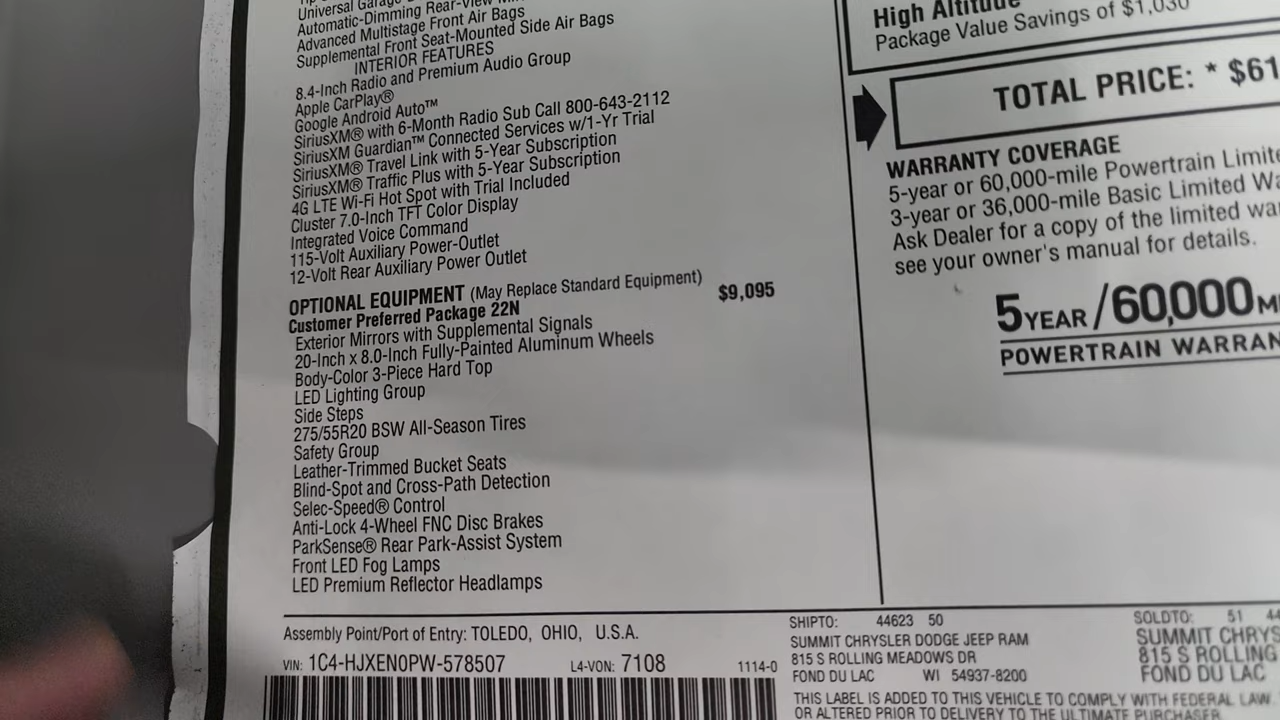 Universal Garage
Automatic-Dimming Rear-View
Advanced Multistage Front Air Bags
Supplemental Front Seat-Mounted Side Air Bags
INTERIOR FEATURES
8.4-Inch Radio and Premium Audio Group
Apple CarPlay®
Google Android Auto™
SiriusXM® with 6-Month Radio Sub Call 800-643-2112
SiriusXM Guardian™ Connected Services w/1-Yr Trial
SiriusXM® Travel Link with 5-Year Subscription
SiriusXM® Traffic Plus with 5-Year Subscription
4G LTE Wi-Fi Hot Spot with Trial Included
Cluster 7.0-Inch TFT Color Display
Integrated Voice Command
115-Volt Auxiliary Power-Outlet
12-Volt Rear Auxiliary Power Outlet
OPTIONAL EQUIPMENT (May Replace Standard Equipment)
Customer Preferred Package 22N $9,095
Exterior Mirrors with Supplemental Signals
20-Inch x 8.0-Inch Fully-Painted Aluminum Wheels
Body-Color 3-Piece Hard Top
LED Lighting Group
Side Steps
275/55R20 BSW All-Season Tires
Safety Group
Leather-Trimmed Bucket Seats
Blind-Spot and Cross-Path Detection
Selec-Speed® Control
Anti-Lock 4-Wheel FNC Disc Brakes
ParkSense® Rear Park-Assist System
Front LED Fog Lamps
LED Premium Reflector Headlamps
High Altitude
Package Value Savings of $1,030
TOTAL PRICE: * $61
WARRANTY COVERAGE
5-year or 60,000-mile Powertrain Limite
3-year or 36,000-mile Basic Limited Wa
Ask Dealer for a copy of the limited war
see your owner's manual for details.
5YEAR/60,000M
POWERTRAIN WARRAN
Assembly Point/Port of Entry: TOLEDO, OHIO, U.S.A.
VIN: 1C4-HJXEN0PW-578507 L4-VON: 7108 1114-0
SHIPTO: 44623 50
SUMMIT CHRYSLER DODGE JEEP RAM
815 S ROLLING MEADOWS DR
FOND DU LAC WI 54937-8200
SOLDTO: 51 44
SUMMIT CHRYS
815 S ROLLING
FOND DU LAC
THIS LABEL IS ADDED TO THIS VEHICLE TO COMPLY WITH FEDERAL LAW.
OR ALTERED PRIOR TO DELIVERY TO THE ULTIMATE PURCHASER